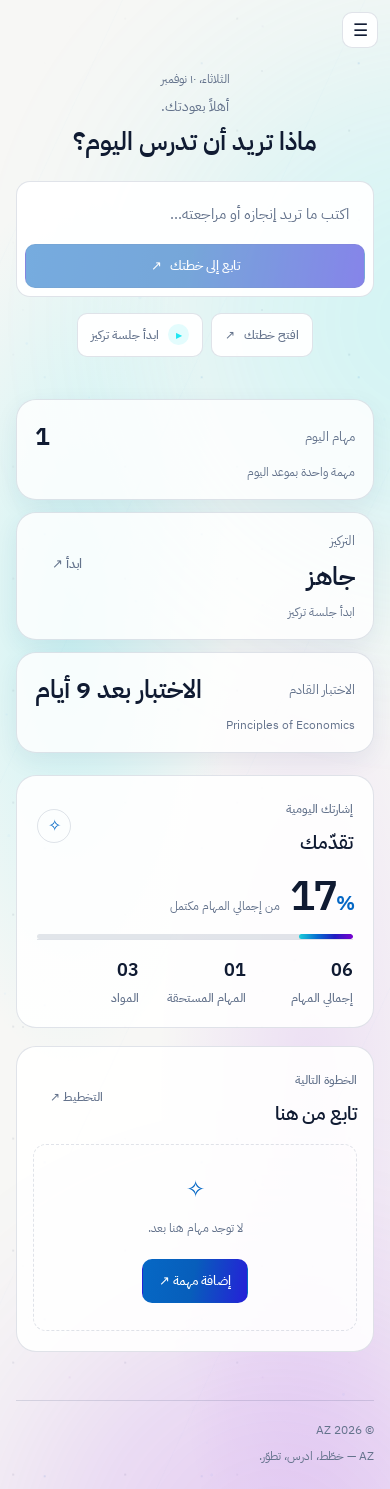 الثلاثاء، ١٠ نوفمبر
أهلاً بعودتك.
ماذا تريد أن تدرس اليوم؟
اكتب ما تريد إنجازه أو مراجعته...
تابع إلى خطتك ↗
افتح خطتك ↗
ابدأ جلسة تركيز
مهام اليوم
1
مهمة واحدة بموعد اليوم
التركيز
جاهز
ابدأ ↗
ابدأ جلسة تركيز
الاختبار القادم
الاختبار بعد 9 أيام
Principles of Economics
إشارتك اليومية
تقدّمك
17%
من إجمالي المهام مكتمل
06
إجمالي المهام
01
المهام المستحقة
03
المواد
الخطوة التالية
تابع من هنا
التخطيط ↗
لا توجد مهام هنا بعد.
إضافة مهمة ↗
© 2026 AZ
AZ — خطّط، ادرس، تطوّر.